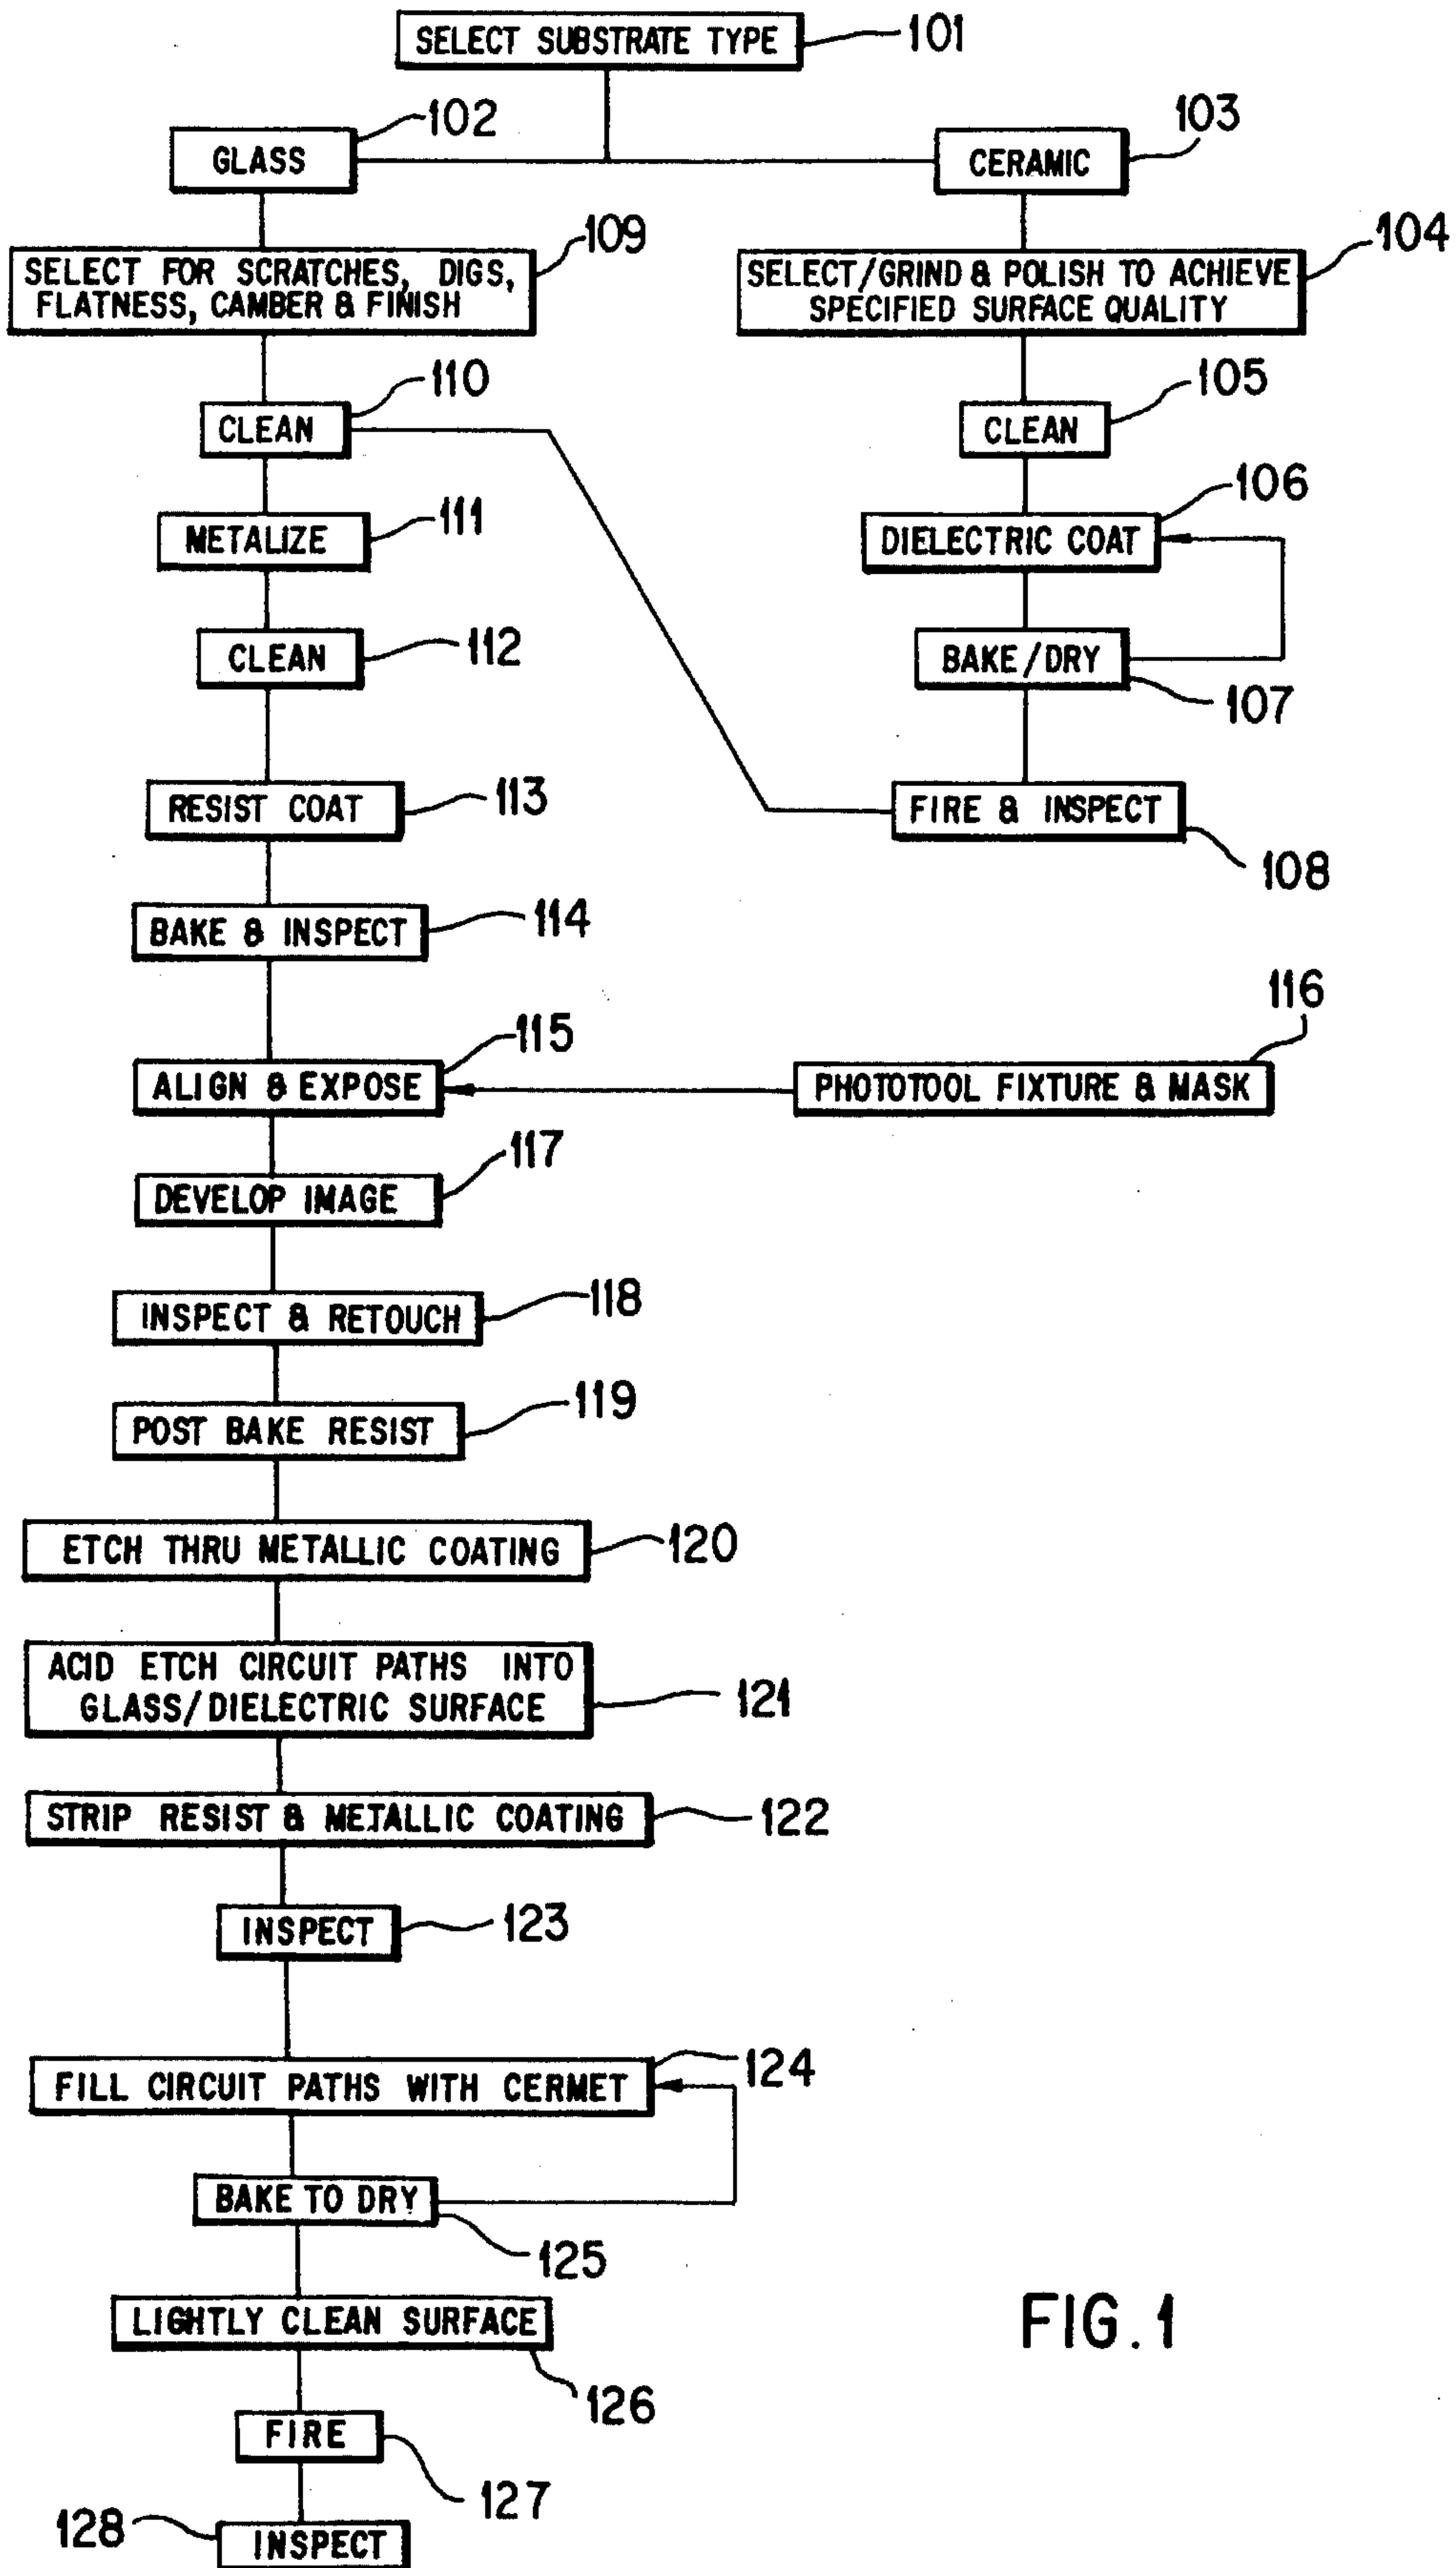 SELECT SUBSTRATE TYPE
101
GLASS
102
CERAMIC
103
SELECT FOR SCRATCHES, DIGS,
FLATNESS, CAMBER & FINISH
109
SELECT/GRIND & POLISH TO ACHIEVE
SPECIFIED SURFACE QUALITY
104
CLEAN
110
CLEAN
105
METALIZE
111
DIELECTRIC COAT
106
CLEAN
112
BAKE/DRY
107
RESIST COAT
113
FIRE & INSPECT
108
BAKE & INSPECT
114
ALIGN & EXPOSE
115
PHOTOTOOL FIXTURE & MASK
116
DEVELOP IMAGE
117
INSPECT & RETOUCH
118
POST BAKE RESIST
119
ETCH THRU METALLIC COATING
120
ACID ETCH CIRCUIT PATHS INTO
GLASS/DIELECTRIC SURFACE
121
STRIP RESIST & METALLIC COATING
122
INSPECT
123
FILL CIRCUIT PATHS WITH CERMET
124
BAKE TO DRY
125
LIGHTLY CLEAN SURFACE
126
FIRE
127
INSPECT
128
FIG. 1